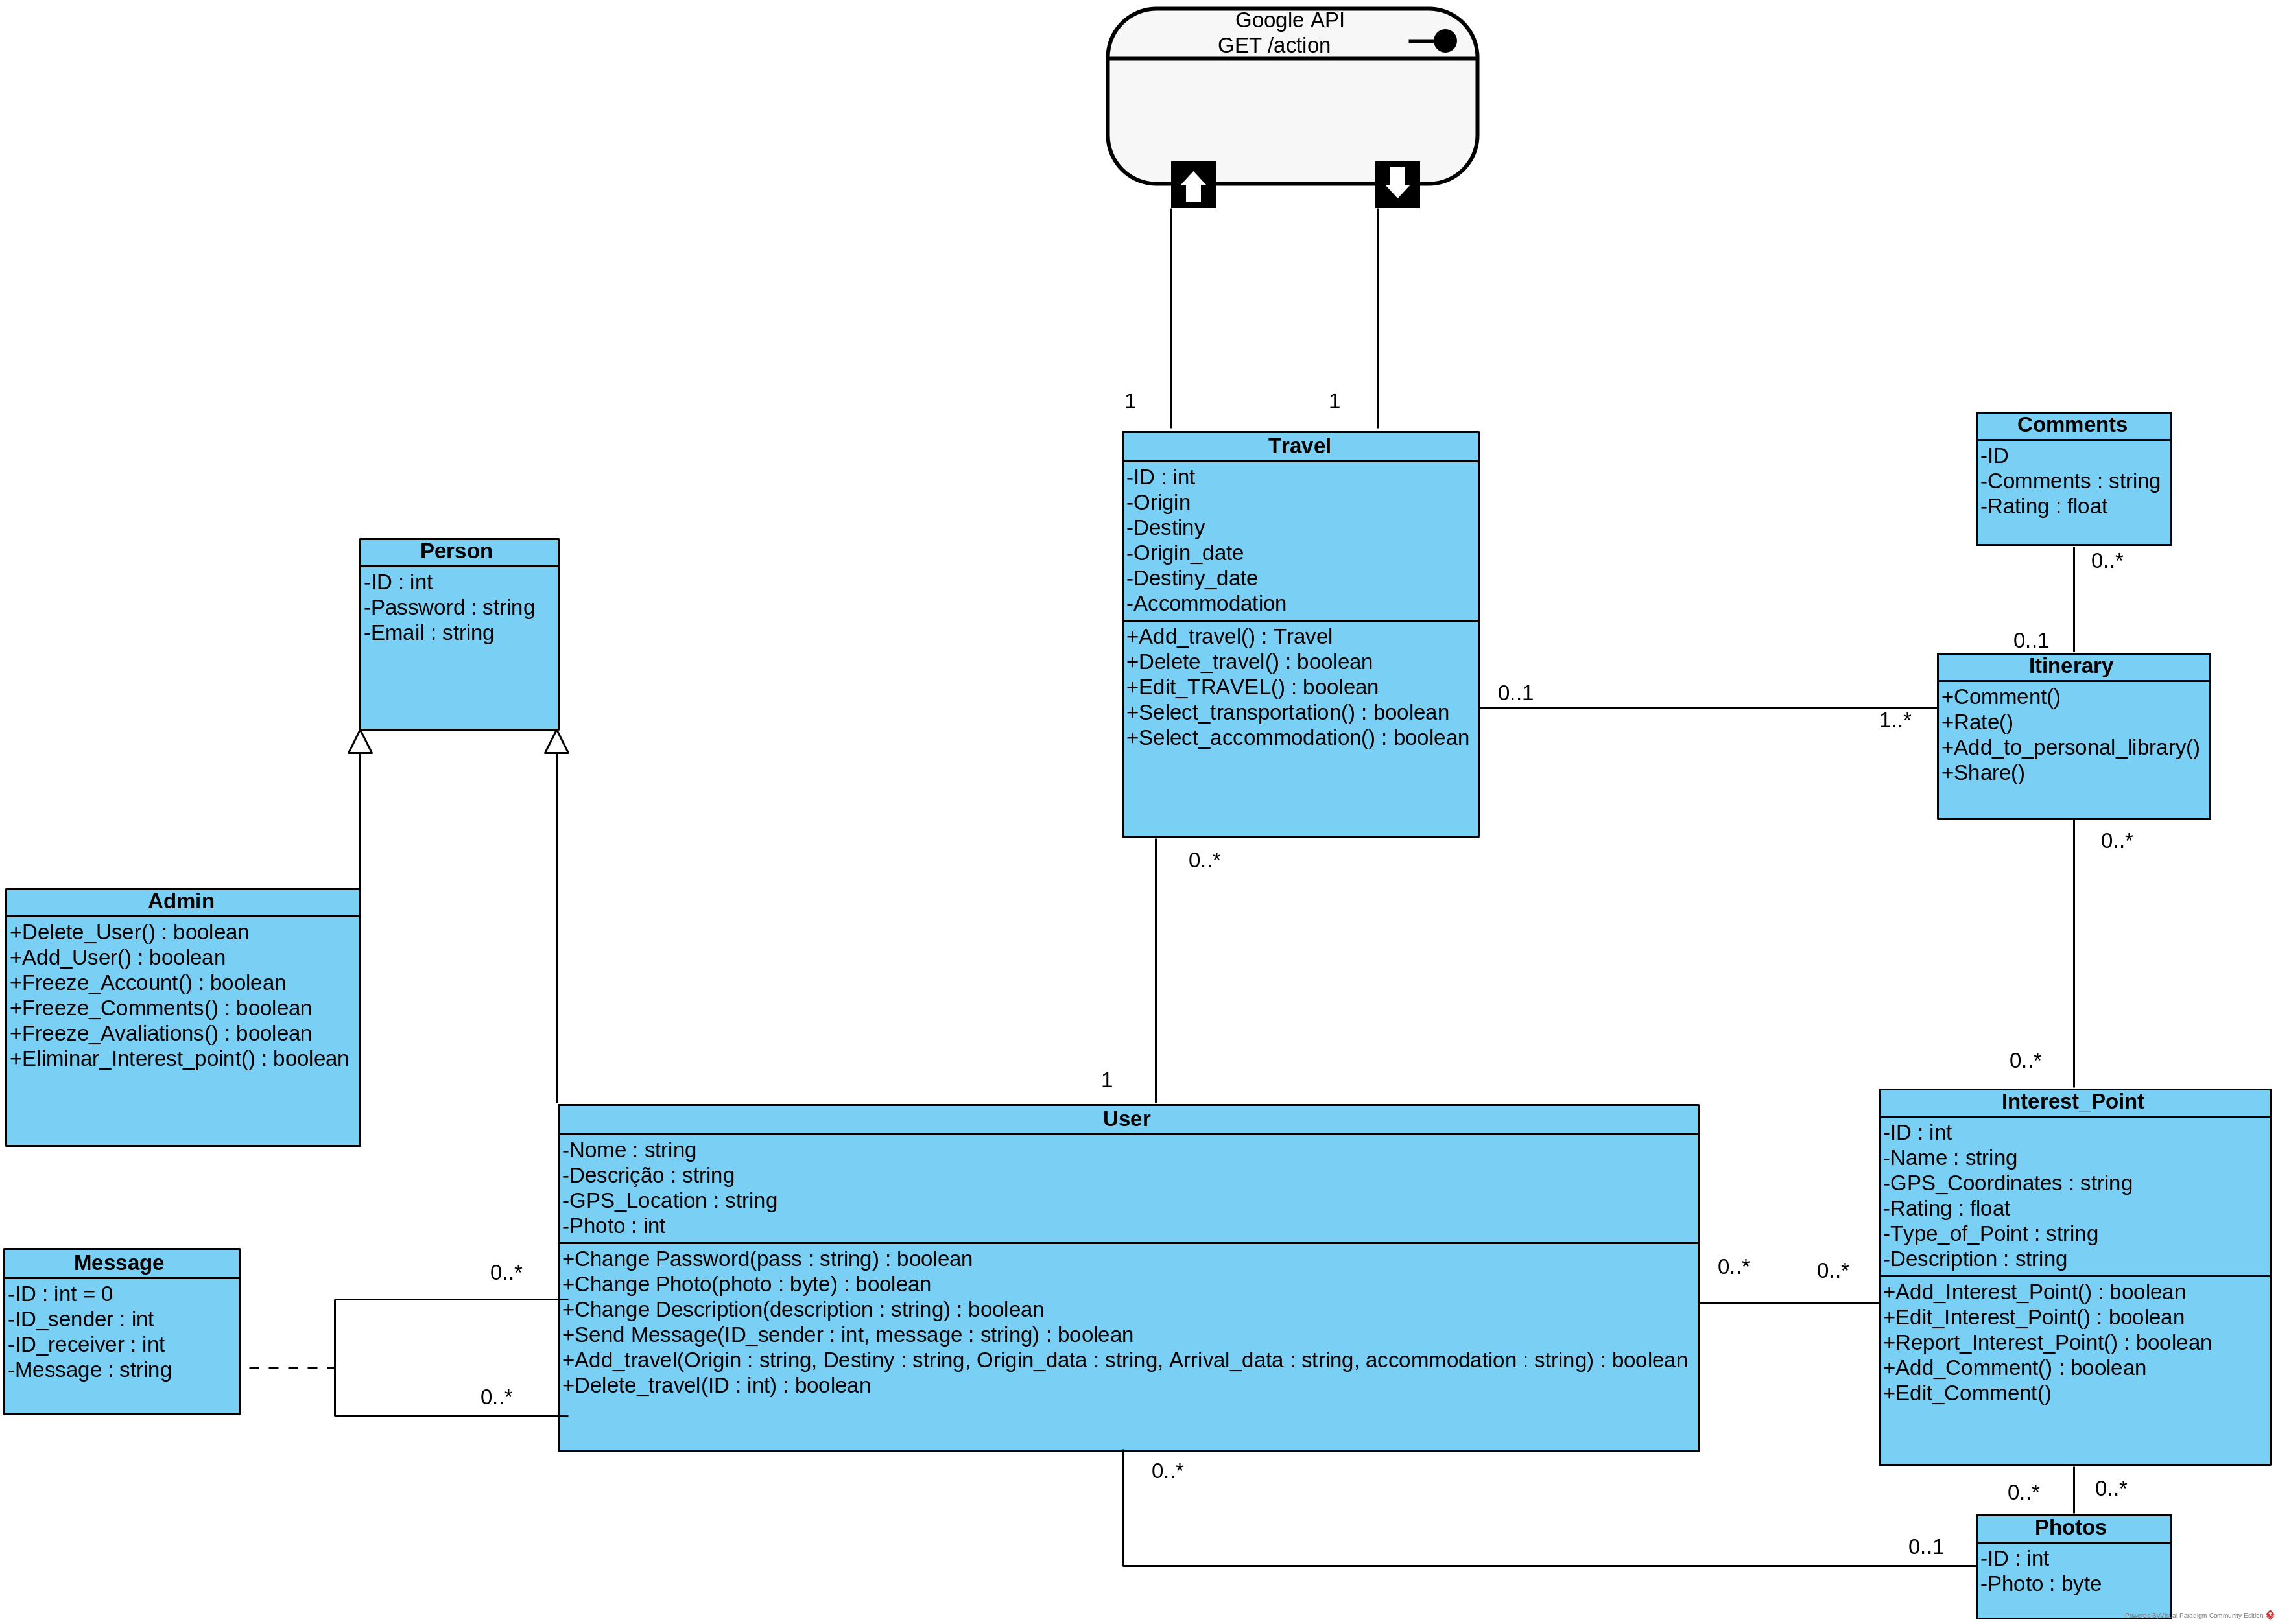 Google API
GET /action
1
1
Travel
-ID : int
-Origin
-Destiny
-Origin_date
-Destiny_date
-Accommodation
+Add_travel() : Travel
+Delete_travel() : boolean
+Edit_TRAVEL() : boolean
+Select_transportation() : boolean
+Select_accommodation() : boolean
Comments
-ID
-Comments : string
-Rating : float
0..*
0..1
Itinerary
+Comment()
+Rate()
+Add_to_personal_library()
+Share()
0..1
1..*
Person
-ID : int
-Password : string
-Email : string
0..*
0..*
Admin
+Delete_User() : boolean
+Add_User() : boolean
+Freeze_Account() : boolean
+Freeze_Comments() : boolean
+Freeze_Avaliations() : boolean
+Eliminar_Interest_point() : boolean
0..*
1
User
-Nome : string
-Descrição : string
-GPS_Location : string
-Photo : int
+Change Password(pass : string) : boolean
+Change Photo(photo : byte) : boolean
+Change Description(description : string) : boolean
+Send Message(ID_sender : int, message : string) : boolean
+Add_travel(Origin : string, Destiny : string, Origin_data : string, Arrival_data : string, accommodation : string) : boolean
+Delete_travel(ID : int) : boolean
Interest_Point
-ID : int
-Name : string
-GPS_Coordinates : string
-Rating : float
-Type_of_Point : string
-Description : string
+Add_Interest_Point() : boolean
+Edit_Interest_Point() : boolean
+Report_Interest_Point() : boolean
+Add_Comment() : boolean
+Edit_Comment()
Message
-ID : int = 0
-ID_sender : int
-ID_receiver : int
-Message : string
0..*
0..*
0..*
0..*
0..*
0..1
0..*
0..*
Photos
-ID : int
-Photo : byte
Powered By Visual Paradigm Community Edition